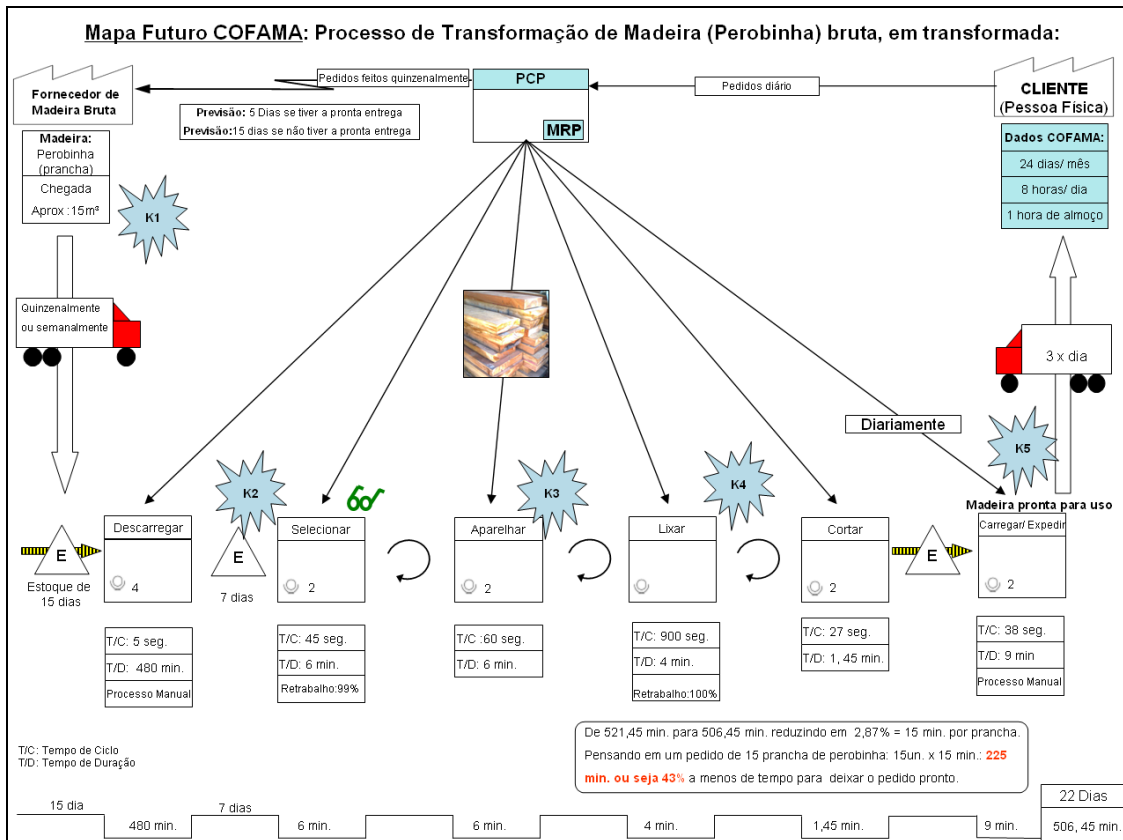 Mapa Futuro COFAMA: Processo de Transformação de Madeira (Perobinha) bruta, em transformada:
Fornecedor de
Madeira Bruta
Pedidos feitos quinzenalmente
Previsão: 5 Dias se tiver a pronta entrega
Previsão:15 dias se não tiver a pronta entrega
PCP
MRP
Pedidos diário
CLIENTE
(Pessoa Fisica)
Dados COFAMA:
24 dias/ mês
8 horas/ dia
1 hora de almoço
Madeira:
Perobinha
(prancha)
Chegada
Aprox :15m³
K1
Quinzenalmente
ou semanalmente
3 x dia
Diariamente
K2
K3
K4
K5
Madeira pronta para uso
E
Estoque de
15 dias
Descarregar
4
E
7 dias
Selecionar
2
Aparelhar
2
Lixar
Cortar
2
E
Carregar/ Expedir
2
T/C: 5 seg.
T/D: 480 min.
Processo Manual
T/C: 45 seg.
T/D: 6 min.
Retrabalho:99%
T/C :60 seg.
T/D: 6 min.
T/C: 900 seg.
T/D: 4 min.
Retrabalho:100%
T/C: 27 seg.
T/D: 1, 45 min.
T/C: 38 seg.
T/D: 9 min
Processo Manual
T/C: Tempo de Ciclo
T/D: Tempo de Duração
De 521,45 min. para 506,45 min. reduzindo em 2,87% = 15 min. por prancha.
Pensando em um pedido de 15 prancha de perobinha: 15un. x 15 min.: 225
min. ou seja 43% a menos de tempo para deixar o pedido pronto.
15 dia
480 min.
7 dias
6 min.
6 min.
4 min.
1,45 min.
9 min.
22 Dias
506, 45 min.